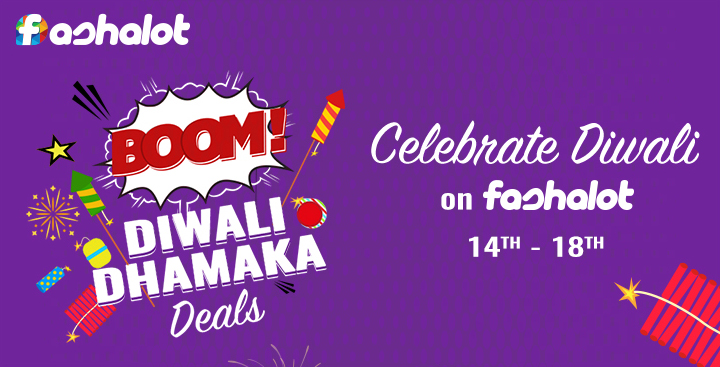 fashalot
BOOM!
DIWALI
DHAMAKA
Deals
Celebrate Diwali
on fashalot
14TH - 18TH